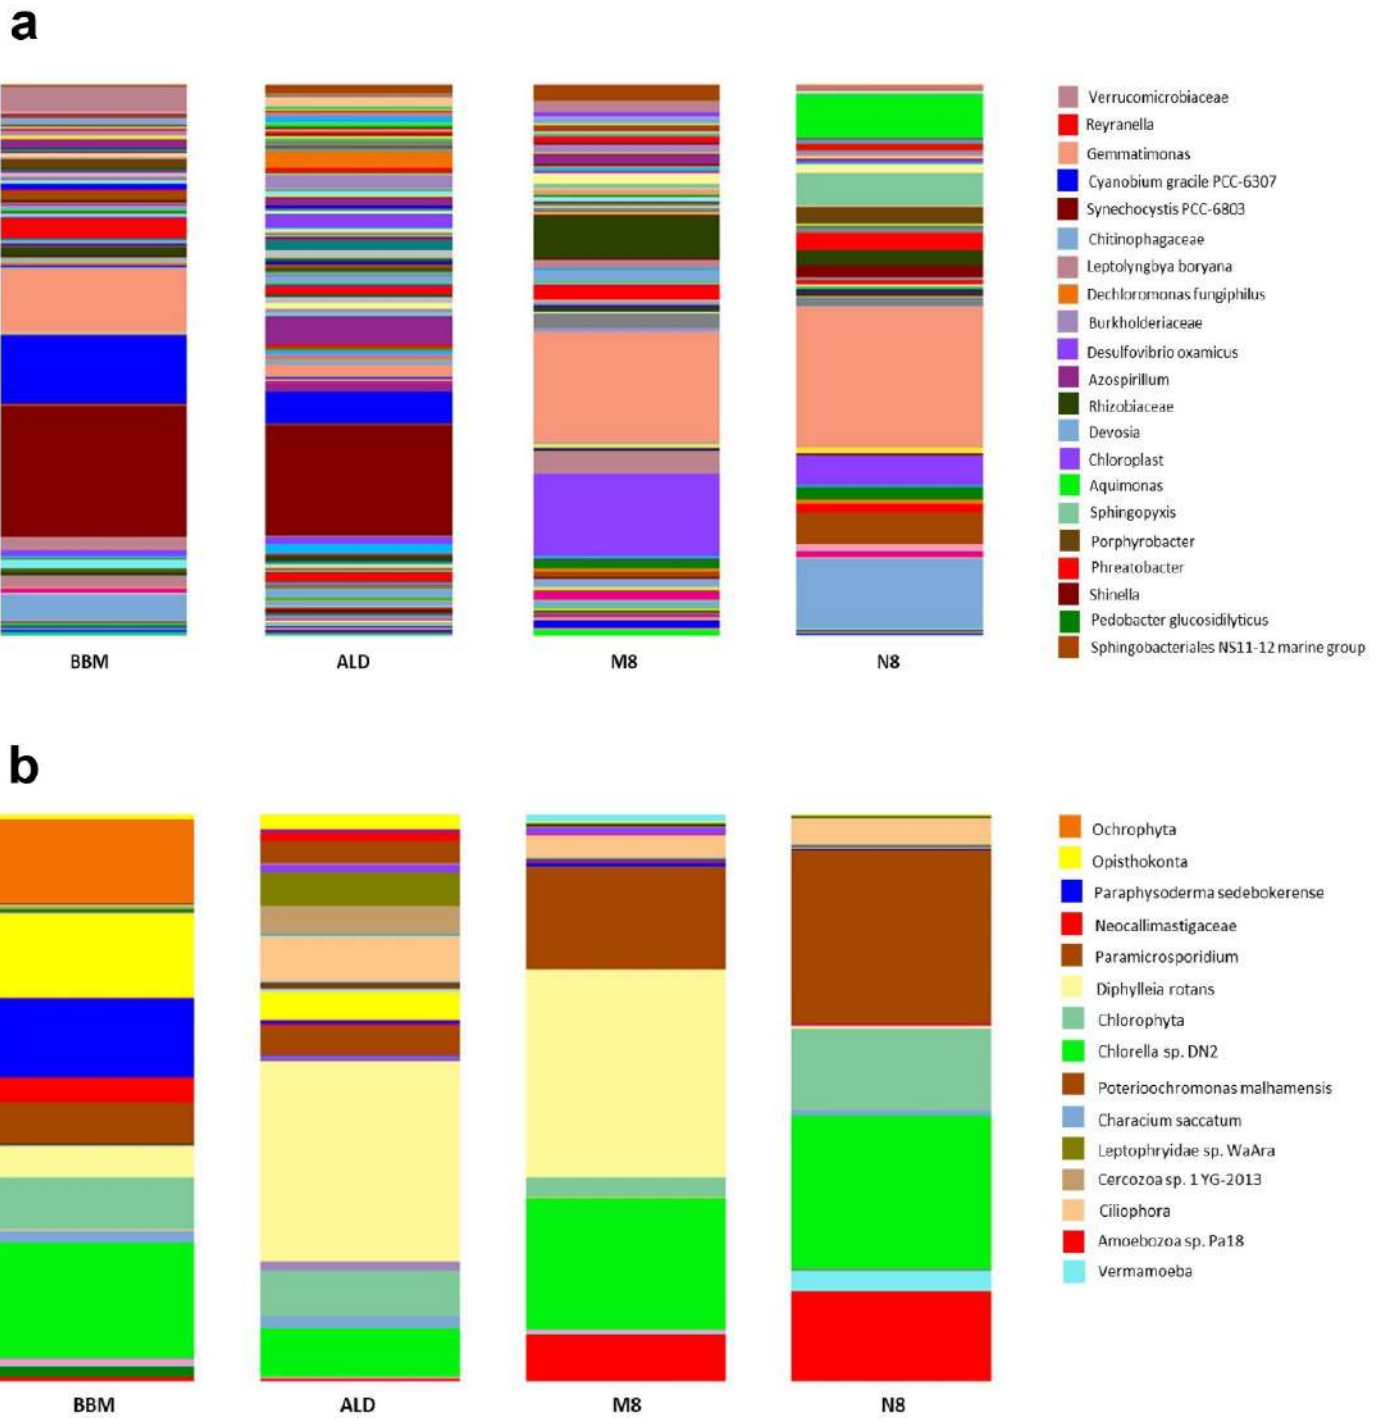 a
Verrucomicrobiaceae
Reyranella
Gemmatimonas
Cyanobium gracile PCC-6307
Synechocystis PCC-6803
Chitinophagaceae
Leptolyngbya boryana
Dechloromonas fungiphilus
Burkholderiaceae
Desulfovibrio oxamicus
Azospirillum
Rhizobiaceae
Devosia
Chloroplast
Aquimonas
Sphingopyxis
Porphyrobacter
Phreatobacter
Shinella
Pedobacter glucosidilyticus
Sphingobacteriales NS11-12 marine group
BBM ALD M8 N8
b
Ochrophyta
Opisthokonta
Paraphysoderma sedebokerense
Neocallimastigaceae
Paramicrosporidium
Diphylleia rotans
Chlorophyta
Chlorella sp. DN2
Poterioochromonas malhamensis
Characium saccatum
Leptophryidae sp. WaAra
Cercozoa sp. 1 YG-2013
Ciliophora
Amoebozoa sp. Pa18
Vermamoeba
BBM ALD M8 N8